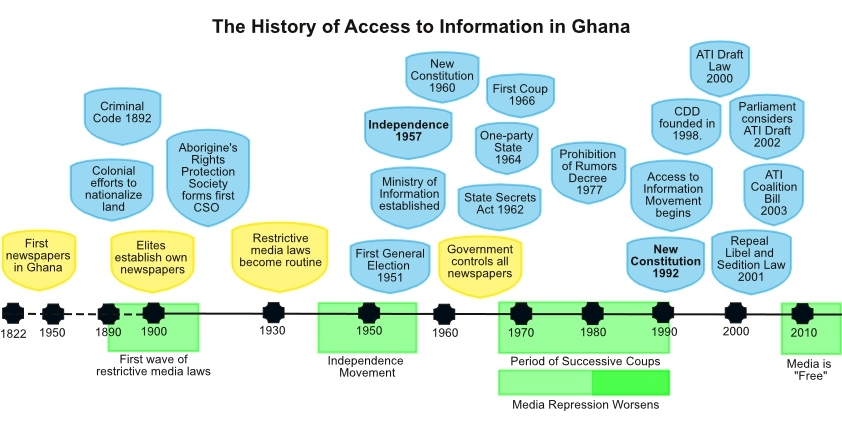 The History of Access to Information in Ghana
Criminal
Code 1892
Colonial
efforts to
nationalize
land
Aborigine's
Rights
Protection
Society
forms first
CSO
First
newspapers
in Ghana
Elites
establish own
newspapers
Restrictive
media laws
become routine
New
Constitution
1960
Independence
1957
Ministry of
Information
established
First General
Election
1951
First Coup
1966
One-party
State
1964
State Secrets
Act 1962
Government
controls all
newspapers
Prohibition
of Rumors
Decree
1977
ATI Draft
Law
2000
CDD
founded in
1998.
Parliament
considers
ATI Draft
2002
Access to
Information
Movement
begins
ATI
Coalition
Bill
2003
New
Constitution
1992
Repeal
Libel and
Sedition Law
2001
1822
1950
1890
1900
1930
1950
1960
1970
1980
1990
2000
2010
First wave of
restrictive media laws
Independence
Movement
Period of Successive Coups
Media Repression Worsens
Media is
"Free"